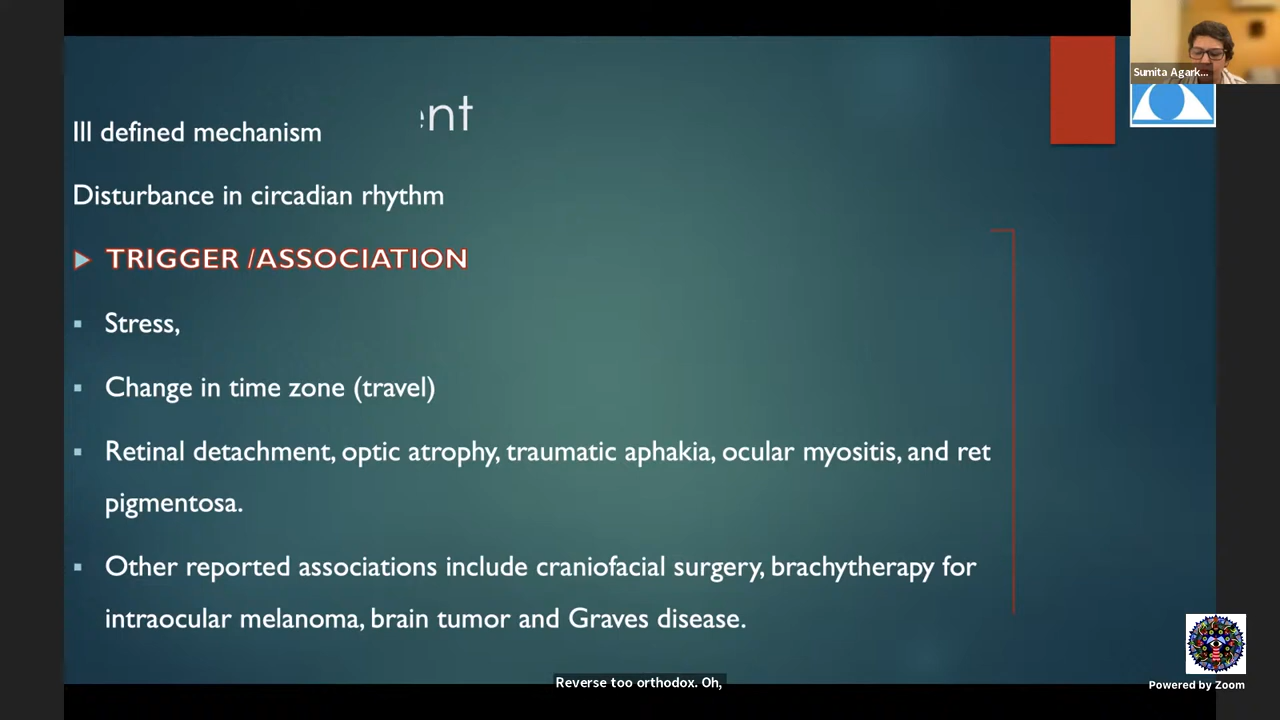 Sumita Agark...
ent
Ill defined mechanism
Disturbance in circadian rhythm
TRIGGER /ASSOCIATION
Stress,
Change in time zone (travel)
Retinal detachment, optic atrophy, traumatic aphakia, ocular myositis, and ret
pigmentosa.
Other reported associations include craniofacial surgery, brachytherapy for
intraocular melanoma, brain tumor and Graves disease.
Reverse too orthodox. Oh,
Powered by Zoom